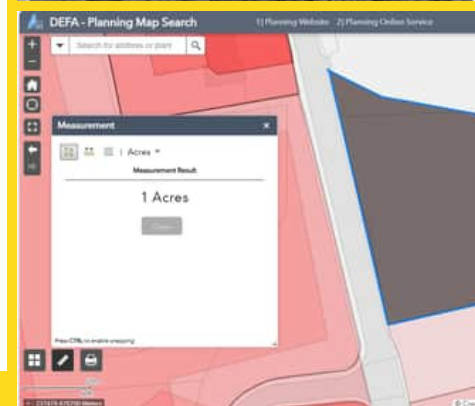 DEFA - Planning Map Search
1) Planning Website 2) Planning Online Service
Search for address or plann
Measurement
Acres
Measurement Result
1 Acres
Clear
Press CTRL to enable snapping